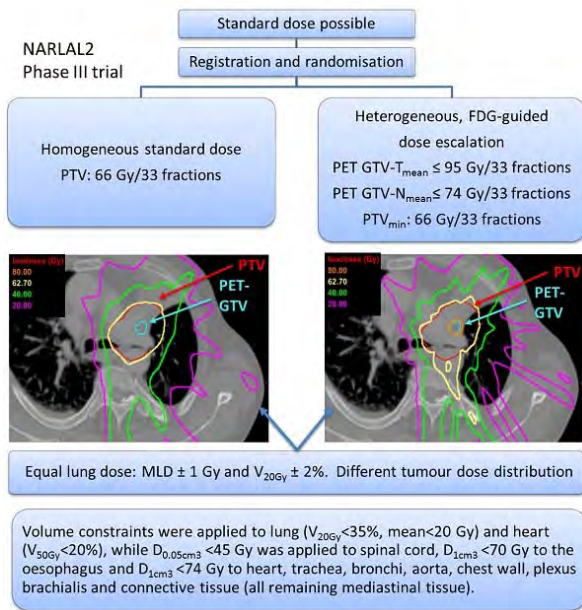 Standard dose possible
NARLAL2
Phase III trial
Registration and randomisation
Homogeneous standard dose
PTV: 66 Gy/33 fractions
Heterogeneous, FDG-guided
dose escalation
PET GTV-Tmean ≤ 95 Gy/33 fractions
PET GTV-Nmean≤ 74 Gy/33 fractions
PTVmin: 66 Gy/33 fractions
Isodoses (Gy)
80.00
62.70
40.00
20.00
PTV
PET-
GTV
Isodoses (Gy)
80.00
62.70
40.00
20.00
PTV
PET-
GTV
Equal lung dose: MLD ± 1 Gy and V20Gy ± 2%. Different tumour dose distribution
Volume constraints were applied to lung (V20Gy<35%, mean<20 Gy) and heart
(V50Gy<20%), while D0.05cm3 <45 Gy was applied to spinal cord, D1cm3 <70 Gy to the
oesophagus and D1cm3 <74 Gy to heart, trachea, bronchi, aorta, chest wall, plexus
brachialis and connective tissue (all remaining mediastinal tissue).